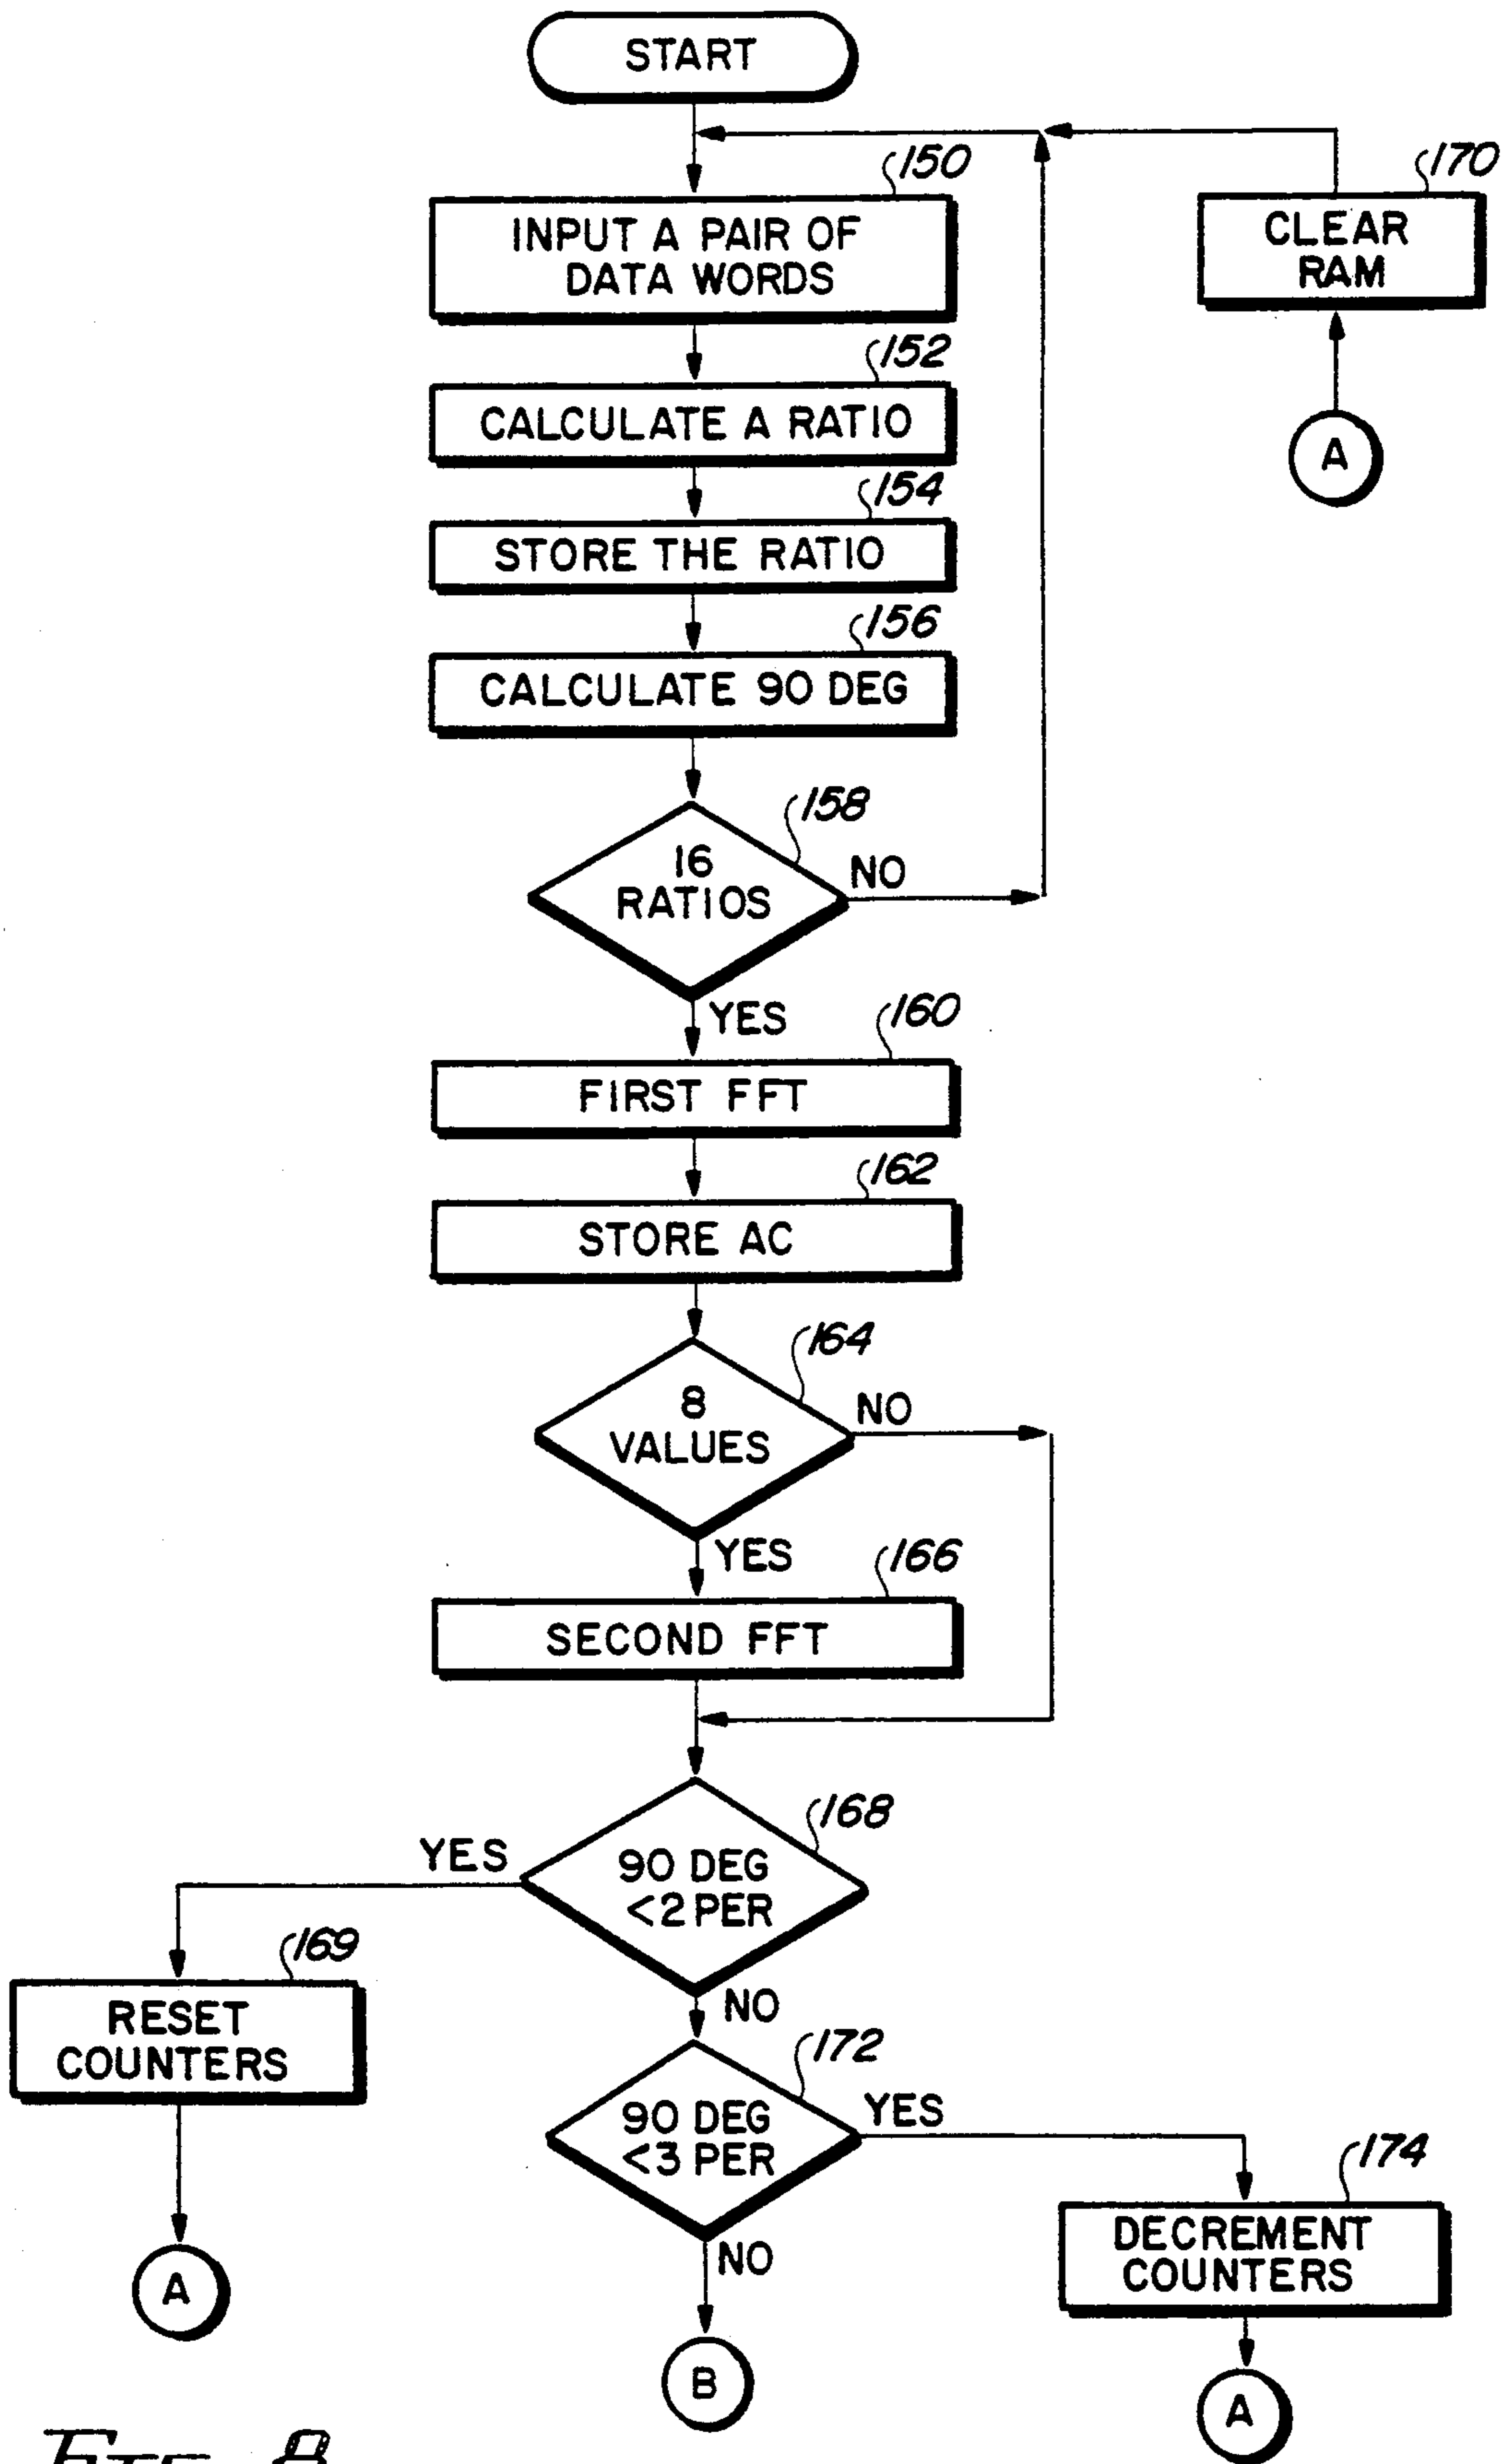 START
150
170
INPUT A PAIR OF
DATA WORDS
CLEAR
RAM
152
CALCULATE A RATIO
A
154
STORE THE RATIO
156
CALCULATE 90 DEG
158
16
RATIOS
NO
YES
160
FIRST FFT
162
STORE AC
164
8
VALUES
NO
YES
166
SECOND FFT
168
YES
90 DEG
<2 PER
169
RESET
COUNTERS
NO
172
90 DEG
<3 PER
YES
174
DECREMENT
COUNTERS
NO
A
B
A
FIG. 8